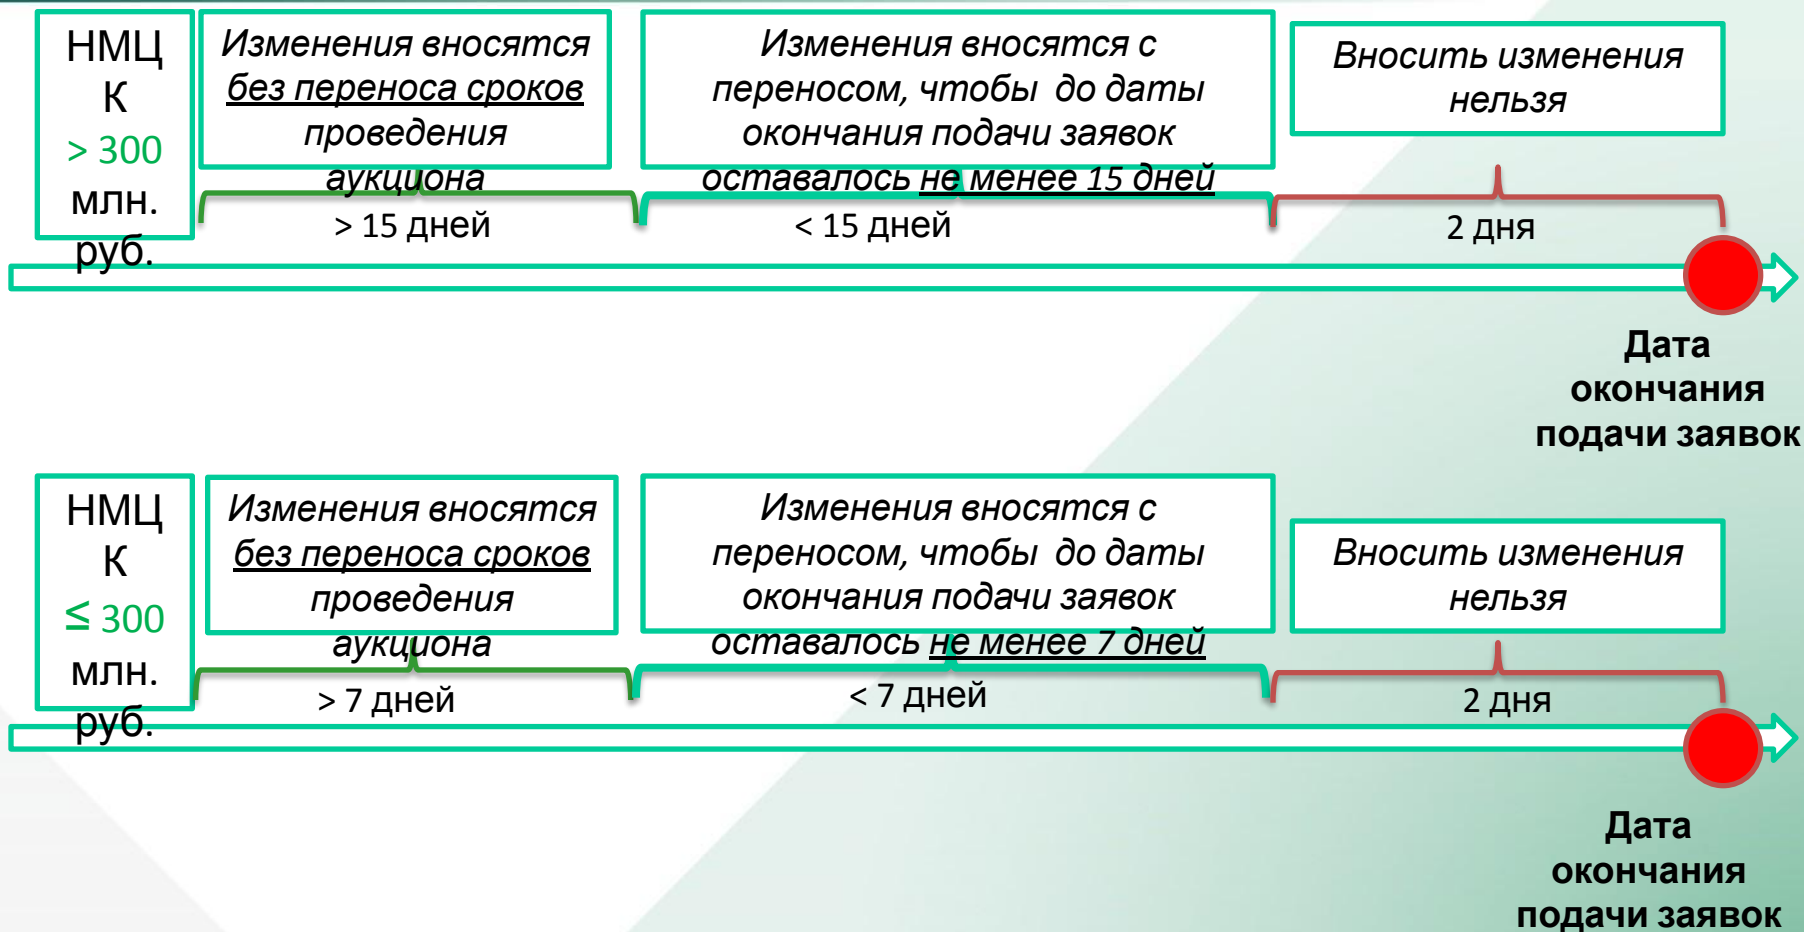 НМЦ
К
> 300
млн.
руб.
Изменения вносятся
без переноса сроков
проведения
аукциона
Изменения вносятся с
переносом, чтобы до даты
окончания подачи заявок
оставалось не менее 15 дней
Вносить изменения
нельзя
> 15 дней
< 15 дней
2 дня
Дата
окончания
подачи заявок
НМЦ
К
≤ 300
млн.
руб.
Изменения вносятся
без переноса сроков
проведения
аукциона
Изменения вносятся с
переносом, чтобы до даты
окончания подачи заявок
оставалось не менее 7 дней
Вносить изменения
нельзя
> 7 дней
< 7 дней
2 дня
Дата
окончания
подачи заявок